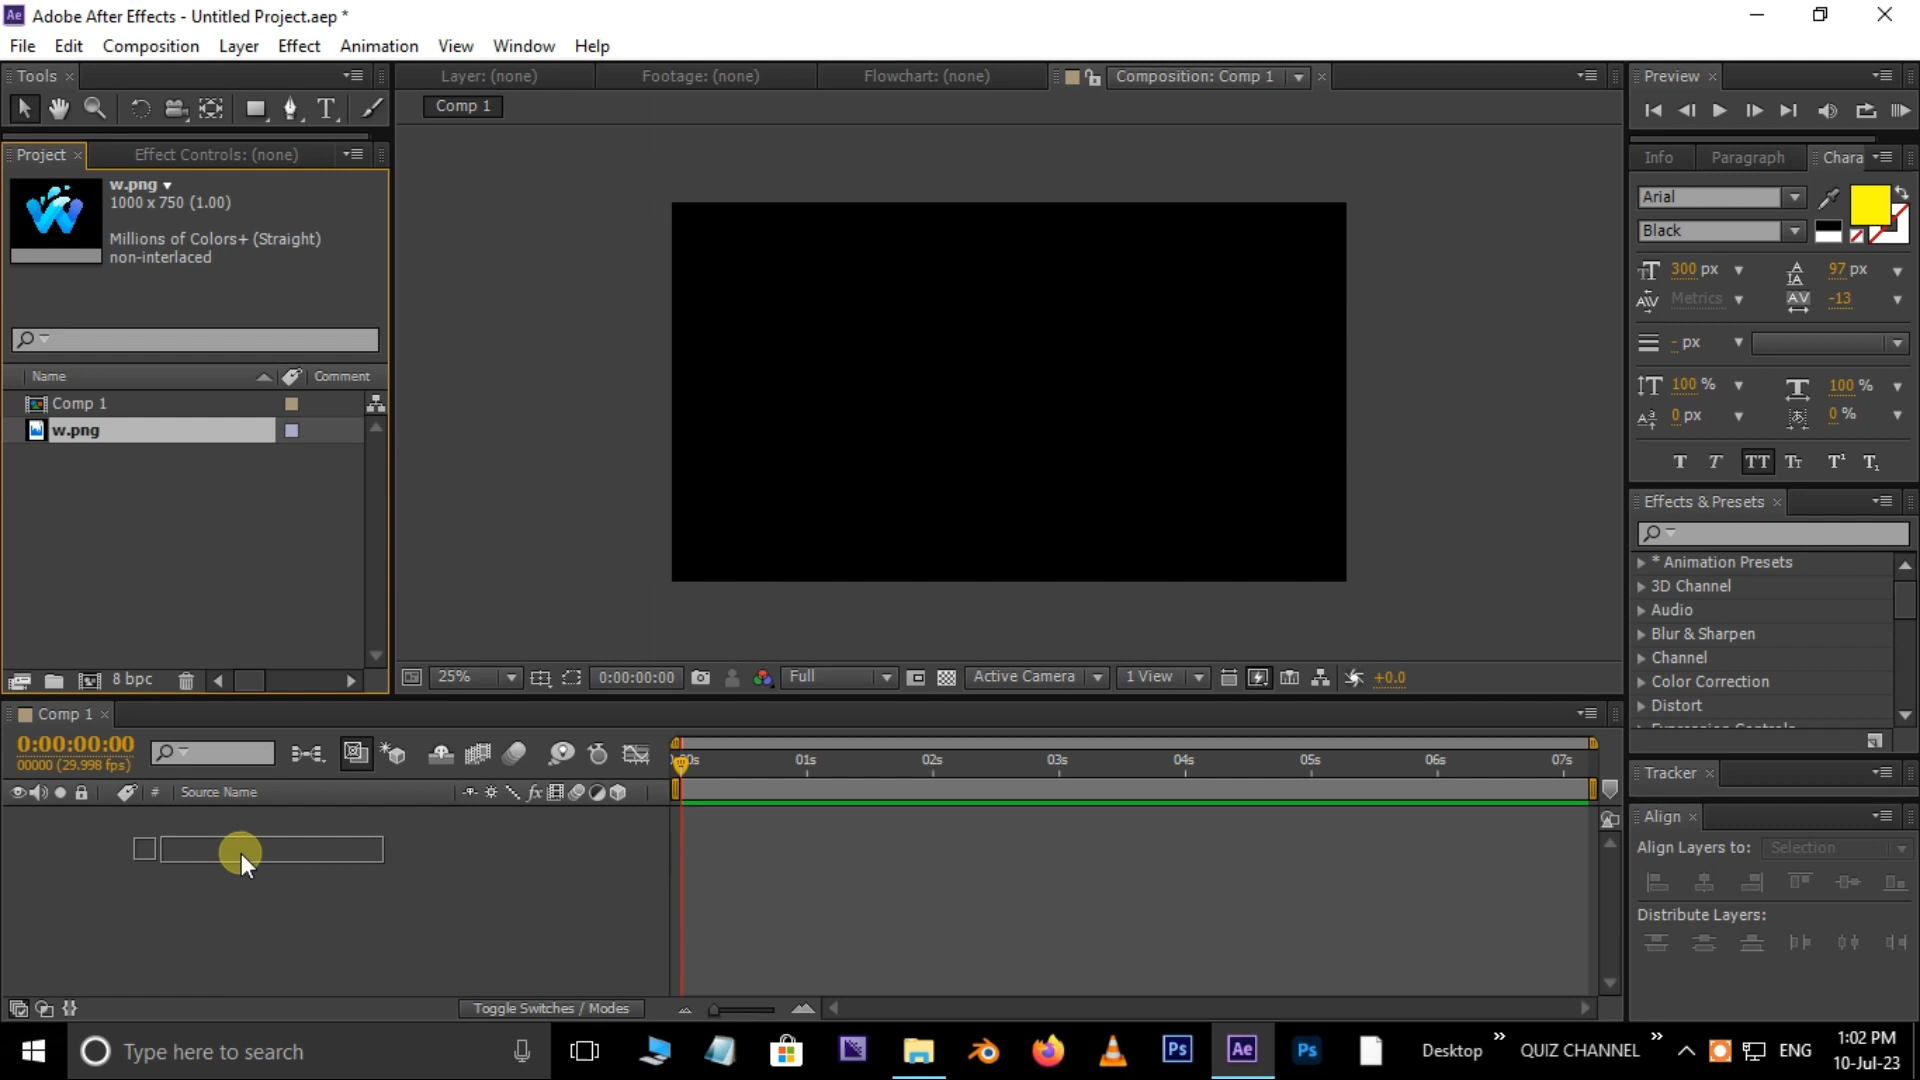 Ae Adobe After Effects - Untitled Project.aep *
File Edit Composition Layer Effect Animation View Window Help
Tools
Layer: (none) Footage: (none) Flowchart: (none) Composition: Comp 1
Preview
Comp 1
Project Effect Controls: (none)
Info Paragraph Chara
w.png
1000 x 750 (1.00)
Millions of Colors+ (Straight)
non-interlaced
Arial
Black
300 px 97 px
Metrics -13
- px
100 % 100 %
0 px 0 %
Name Comment
Comp 1
w.png
Effects & Presets
* Animation Presets
3D Channel
Audio
Blur & Sharpen
Channel
Color Correction
Distort
8 bpc
25% 0:00:00:00 Full Active Camera 1 View +0.0
Comp 1
0:00:00:00
00000 (29.998 fps)
01s 02s 03s 04s 05s 06s 07s
# Source Name
fx
Tracker
Align
Align Layers to: Selection
Distribute Layers:
Toggle Switches / Modes
Type here to search
Ps Ae Ps
Desktop » QUIZ CHANNEL » ENG
1:02 PM
10-Jul-23